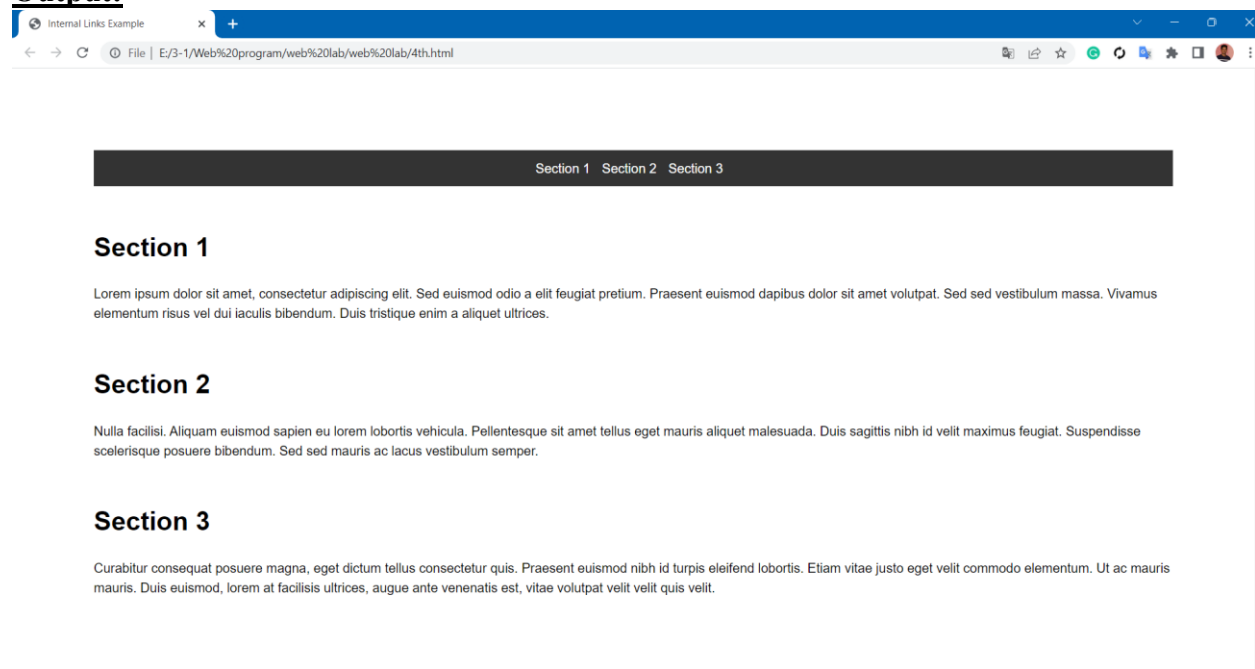 Output:
Internal Links Example
File | E:/3-1/Web%20program/web%20lab/web%20lab/4th.html
Section 1 Section 2 Section 3
Section 1
Lorem ipsum dolor sit amet, consectetur adipiscing elit. Sed euismod odio a elit feugiat pretium. Praesent euismod dapibus dolor sit amet volutpat. Sed sed vestibulum massa. Vivamus
elementum risus vel dui iaculis bibendum. Duis tristique enim a aliquet ultrices.
Section 2
Nulla facilisi. Aliquam euismod sapien eu lorem lobortis vehicula. Pellentesque sit amet tellus eget mauris aliquet malesuada. Duis sagittis nibh id velit maximus feugiat. Suspendisse
scelerisque posuere bibendum. Sed sed mauris ac lacus vestibulum semper.
Section 3
Curabitur consequat posuere magna, eget dictum tellus consectetur quis. Praesent euismod nibh id turpis eleifend lobortis. Etiam vitae justo eget velit commodo elementum. Ut ac mauris
mauris. Duis euismod, lorem at facilisis ultrices, augue ante venenatis est, vitae volutpat velit velit quis velit.